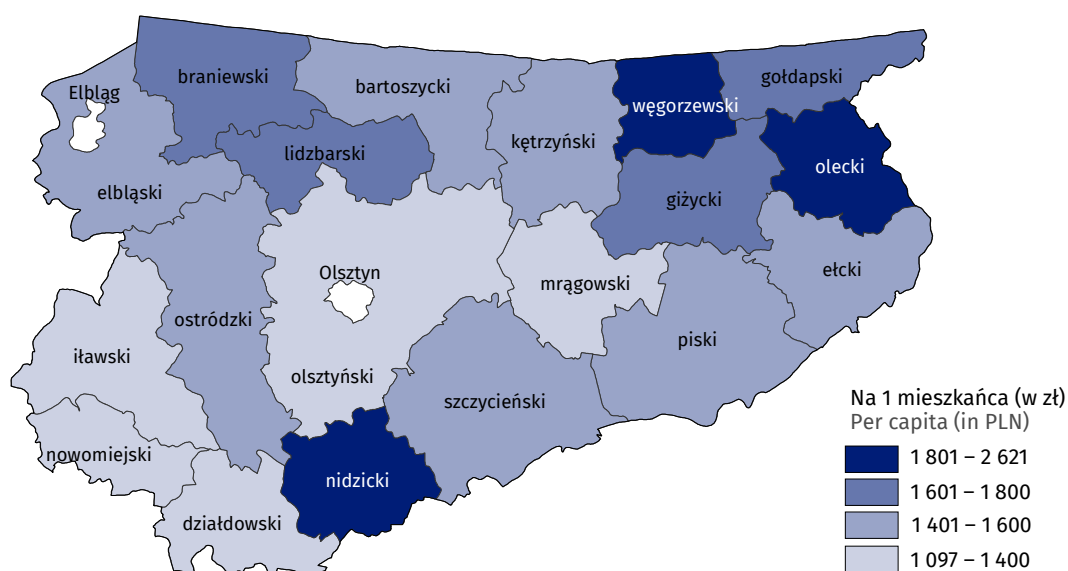 braniewski
bartoszycki
gołdapski
Elbląg
węgorzewski
kętrzyński
lidzbarski
olecki
elbląski
giżycki
Olsztyn
mrągowski
ełcki
ostródzki
piski
iławski
olsztyński
szczycieński
nowomiejski
nidzicki
działdowski
Na 1 mieszkańca (w zł)
Per capita (in PLN)
1 801 – 2 621
1 601 – 1 800
1 401 – 1 600
1 097 – 1 400